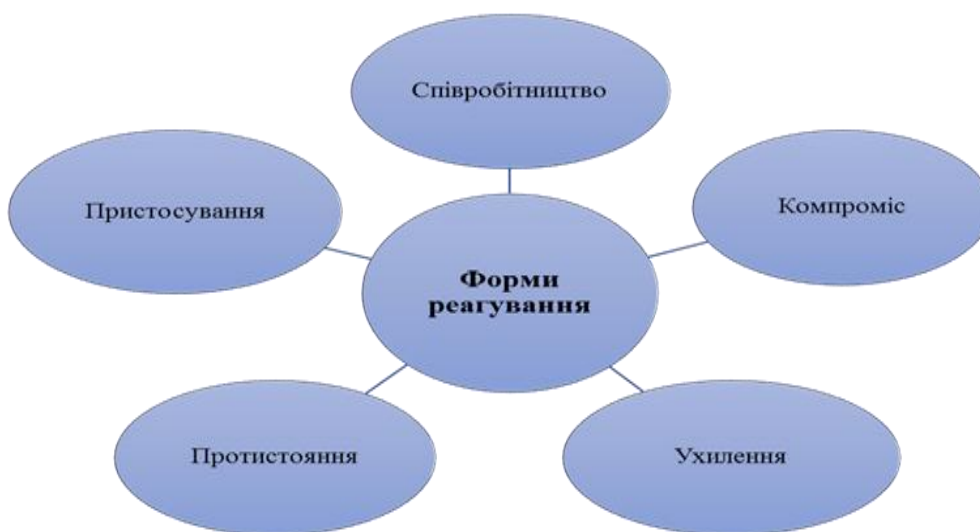 Співробітництво
Пристосування
Компроміс
Форми
реагування
Протистояння
Ухилення